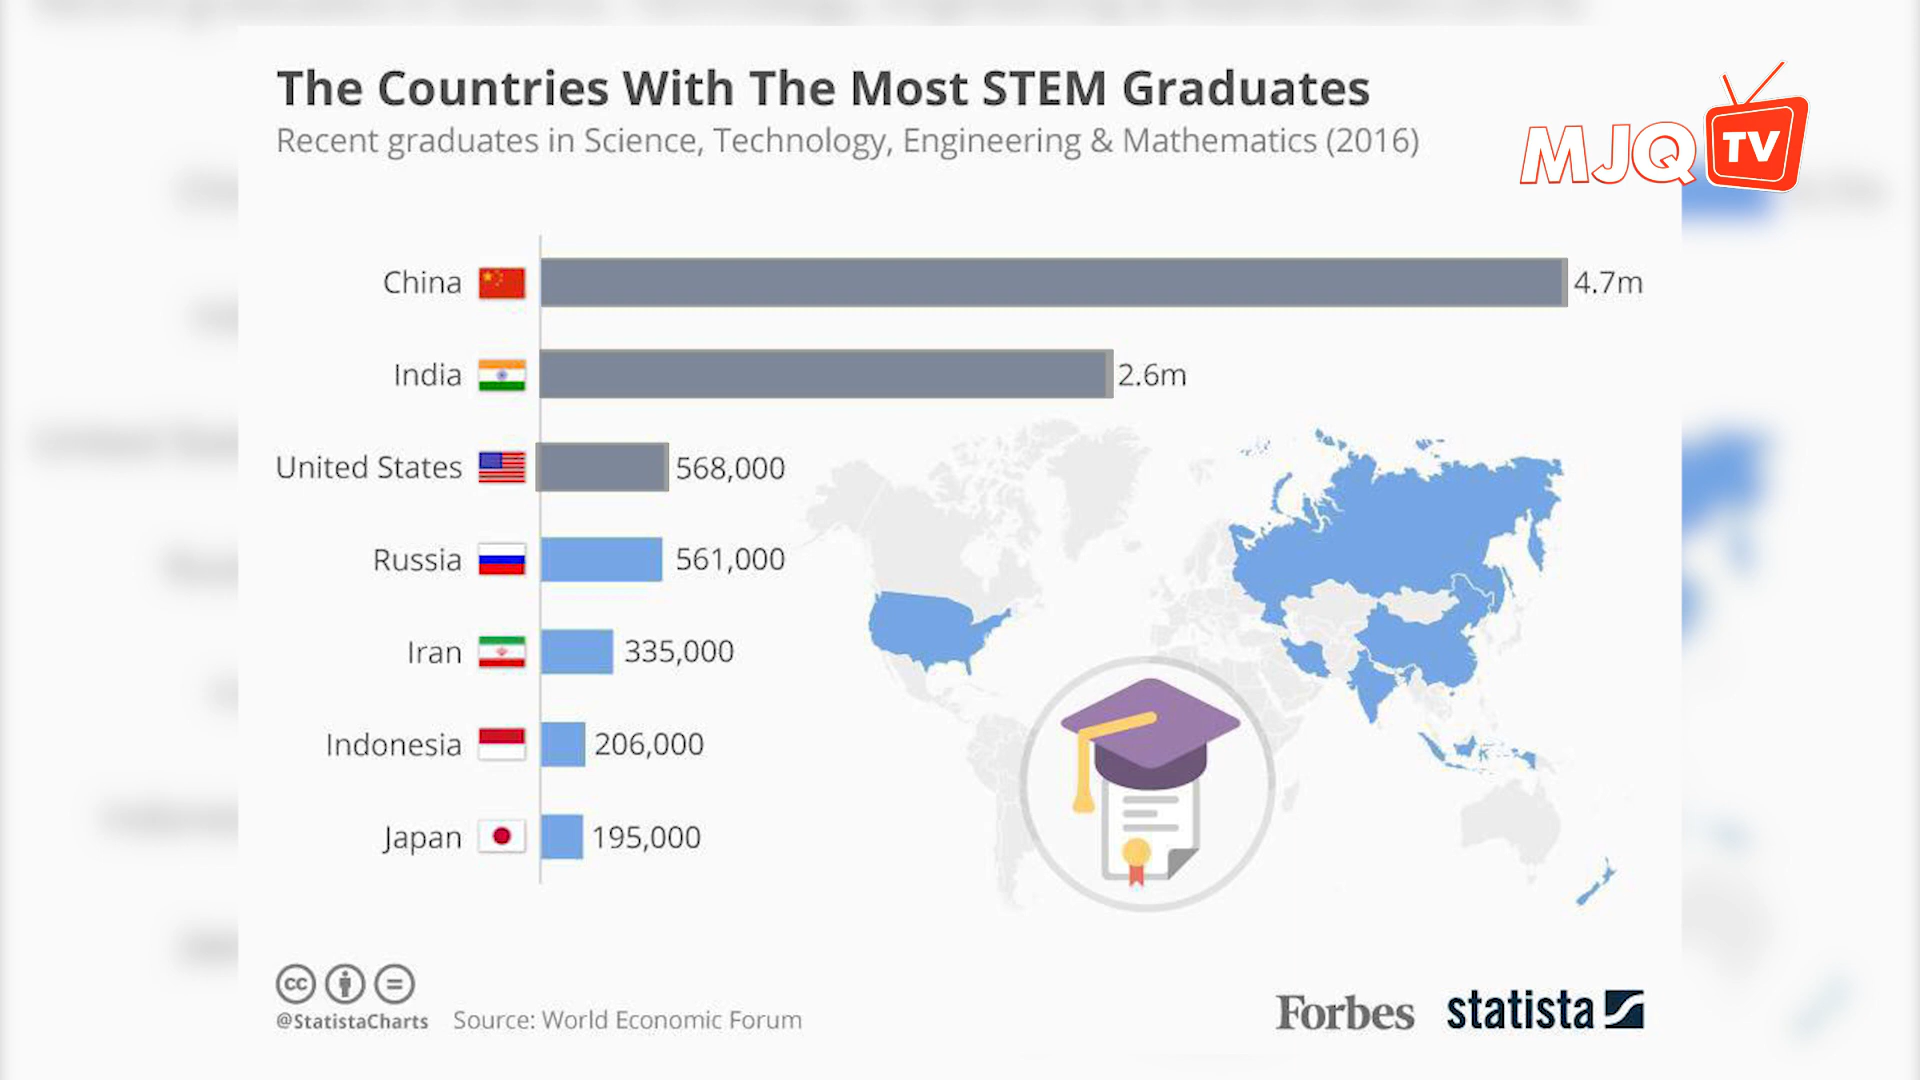 The Countries With The Most STEM Graduates
Recent graduates in Science, Technology, Engineering & Mathematics (2016)
MJQ TV
China 4.7m
India 2.6m
United States 568,000
Russia 561,000
Iran 335,000
Indonesia 206,000
Japan 195,000
cc
@StatistaCharts Source: World Economic Forum
Forbes statista